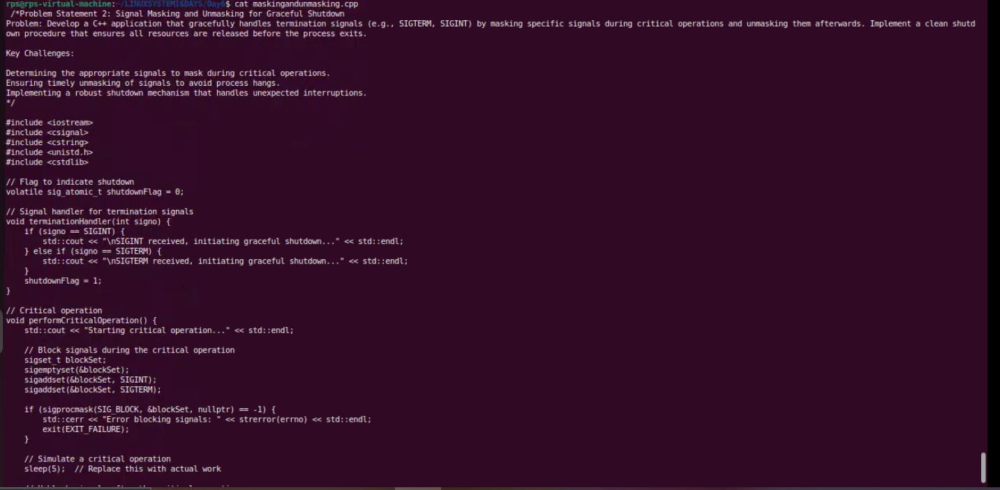 rps@rps-virtual-machine:~/LINUXSYSTEM16DAYS/Day6$ cat maskingandunmasking.cpp
 /*Problem Statement 2: Signal Masking and Unmasking for Graceful Shutdown
Problem: Develop a C++ application that gracefully handles termination signals (e.g., SIGTERM, SIGINT) by masking specific signals during critical operations and unmasking them afterwards. Implement a clean shutd
own procedure that ensures all resources are released before the process exits.

Key Challenges:

Determining the appropriate signals to mask during critical operations.
Ensuring timely unmasking of signals to avoid process hangs.
Implementing a robust shutdown mechanism that handles unexpected interruptions.
*/

#include <iostream>
#include <csignal>
#include <cstring>
#include <unistd.h>
#include <cstdlib>

// Flag to indicate shutdown
volatile sig_atomic_t shutdownFlag = 0;

// Signal handler for termination signals
void terminationHandler(int signo) {
    if (signo == SIGINT) {
        std::cout << "\nSIGINT received, initiating graceful shutdown..." << std::endl;
    } else if (signo == SIGTERM) {
        std::cout << "\nSIGTERM received, initiating graceful shutdown..." << std::endl;
    }
    shutdownFlag = 1;
}

// Critical operation
void performCriticalOperation() {
    std::cout << "Starting critical operation..." << std::endl;

    // Block signals during the critical operation
    sigset_t blockSet;
    sigemptyset(&blockSet);
    sigaddset(&blockSet, SIGINT);
    sigaddset(&blockSet, SIGTERM);

    if (sigprocmask(SIG_BLOCK, &blockSet, nullptr) == -1) {
        std::cerr << "Error blocking signals: " << strerror(errno) << std::endl;
        exit(EXIT_FAILURE);
    }

    // Simulate a critical operation
    sleep(5);  // Replace this with actual work